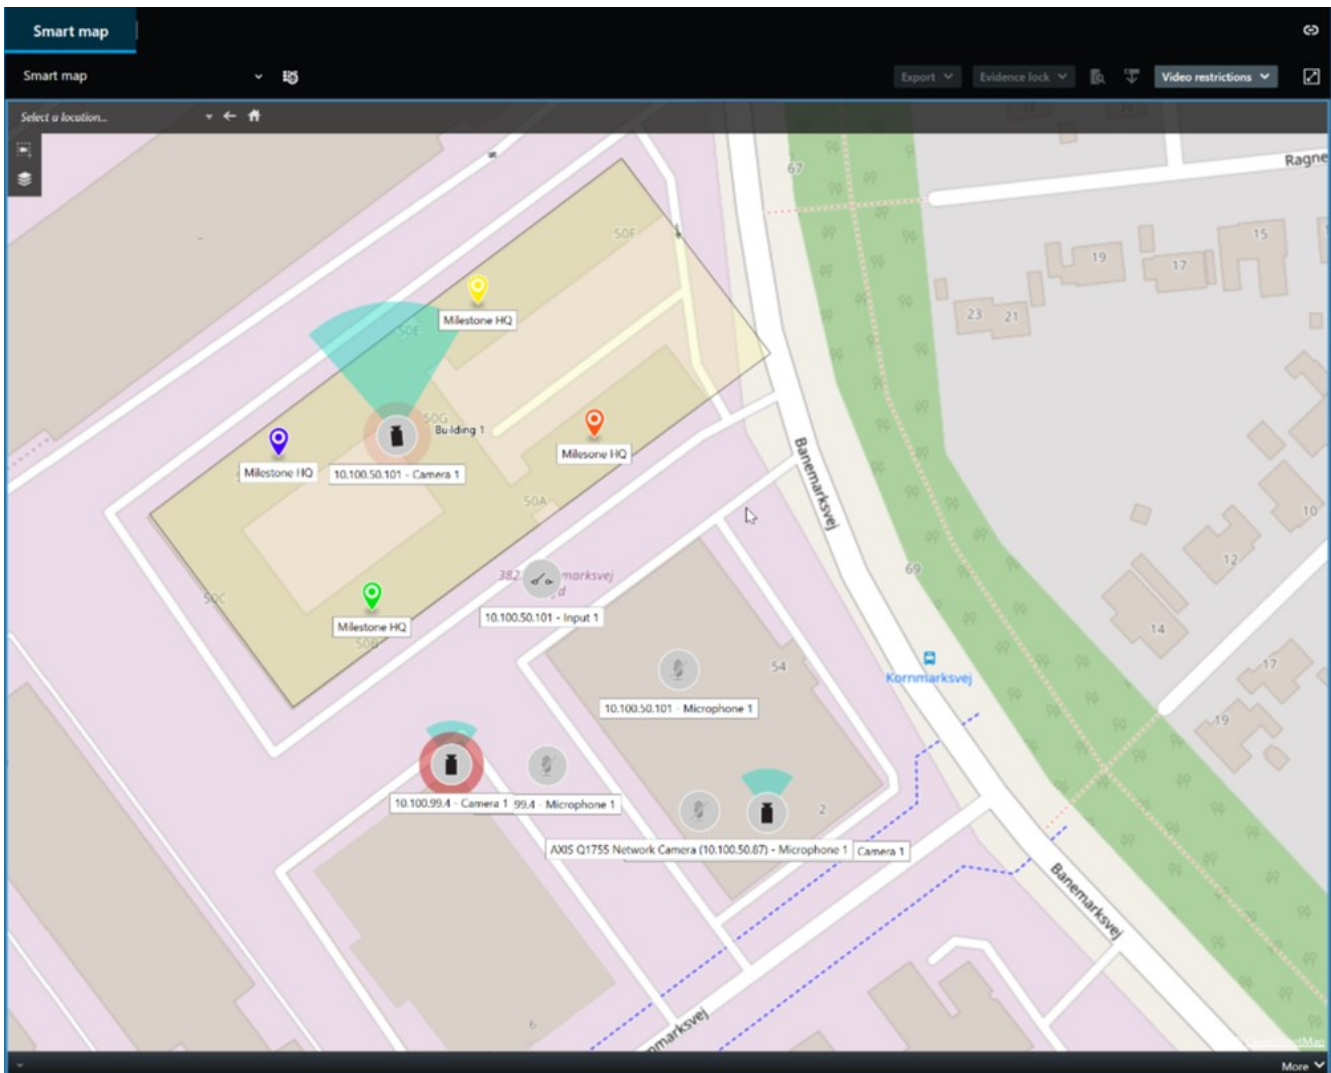 Smart map
Smart map
Export
Evidence lock
Video restrictions
Select a location...
67
Ragne
50F
15
19
17
Milestone HQ
50E
23
21
50G
Building 1
Milestone HQ
10.100.50.101 - Camera 1
Milesone HQ
Banemarksvej
50A
10
12
382
marksvej
d
69
50C
10.100.50.101 - Input 1
Milestone HQ
50B
14
54
Kornmarksvej
17
10.100.50.101 - Microphone 1
19
10.100.99.4 - Camera 1
99.4 - Microphone 1
2
AXIS Q1755 Network Camera (10.100.50.87) - Microphone 1
Camera 1
Banemarksvej
6
nmarksvej
OpenStreetMap
More